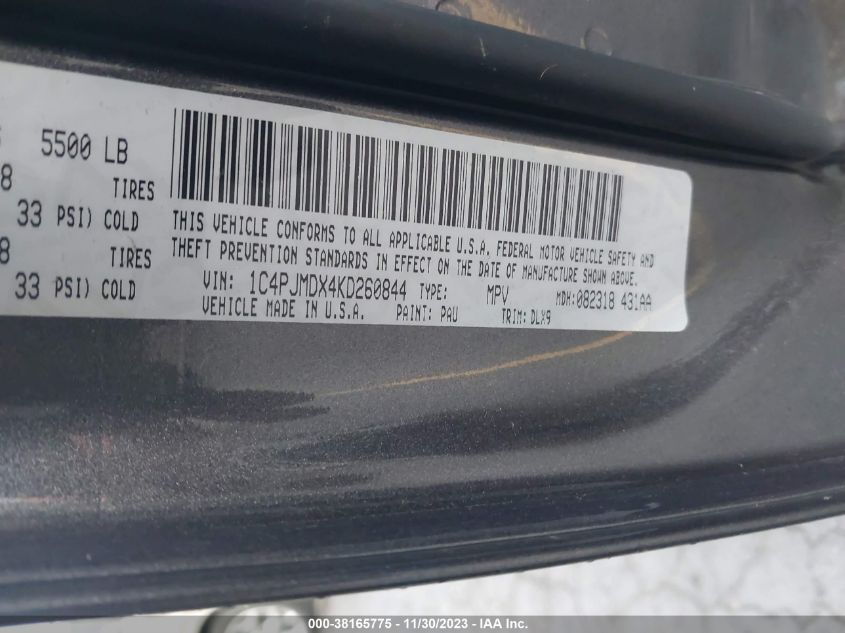 5500 LB
8 TIRES
33 PSI) COLD
8 TIRES
33 PSI) COLD
THIS VEHICLE CONFORMS TO ALL APPLICABLE U.S.A. FEDERAL MOTOR VEHICLE SAFETY AND
THEFT PREVENTION STANDARDS IN EFFECT ON THE DATE OF MANUFACTURE SHOWN ABOVE.
VIN: 1C4PJMDX4KD260844 TYPE: MPV MDH: 082318 431AA
VEHICLE MADE IN U.S.A. PAINT: PAU TRIM: DLX9
000-38165775 - 11/30/2023 - IAA Inc.